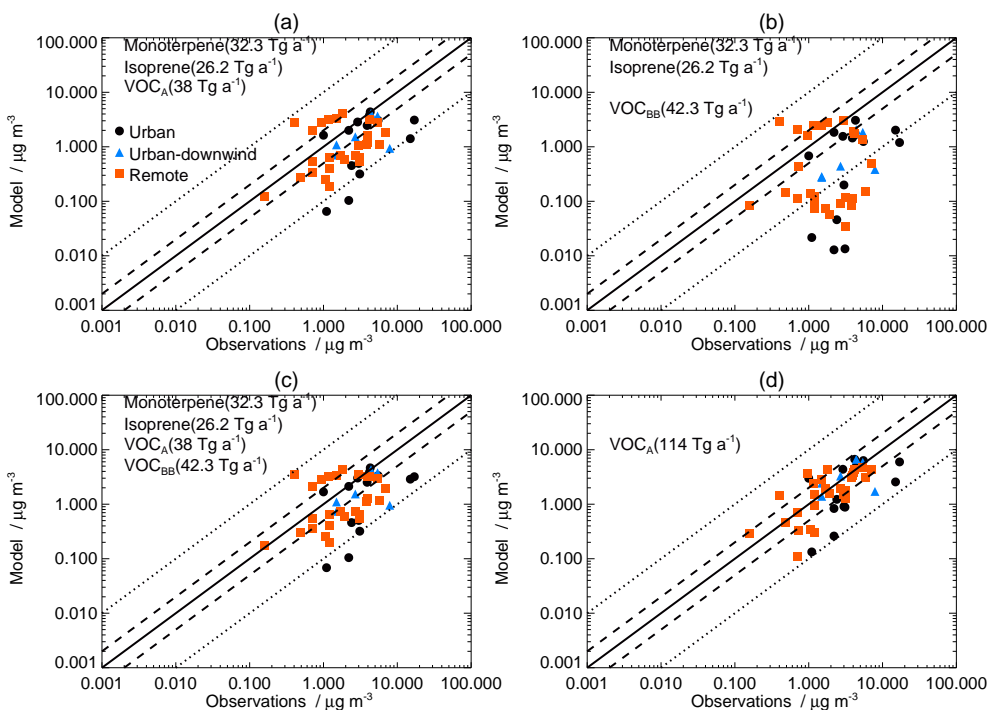 (a)
100.000
10.000
1.000
0.100
0.010
0.001
Model / μg m-3
Monoterpene(32.3 Tg a-1)
Isoprene(26.2 Tg a-1)
VOCA(38 Tg a-1)
Urban
Urban-downwind
Remote
0.001 0.010 0.100 1.000 10.000 100.000
Observations / μg m-3
(b)
100.000
10.000
1.000
0.100
0.010
0.001
Model / μg m-3
Monoterpene(32.3 Tg a-1)
Isoprene(26.2 Tg a-1)
VOCBB(42.3 Tg a-1)
0.001 0.010 0.100 1.000 10.000 100.000
Observations / μg m-3
(c)
100.000
10.000
1.000
0.100
0.010
0.001
Model / μg m-3
Monoterpene(32.3 Tg a-1)
Isoprene(26.2 Tg a-1)
VOCA(38 Tg a-1)
VOCBB(42.3 Tg a-1)
0.001 0.010 0.100 1.000 10.000 100.000
Observations / μg m-3
(d)
100.000
10.000
1.000
0.100
0.010
0.001
Model / μg m-3
VOCA(114 Tg a-1)
0.001 0.010 0.100 1.000 10.000 100.000
Observations / μg m-3